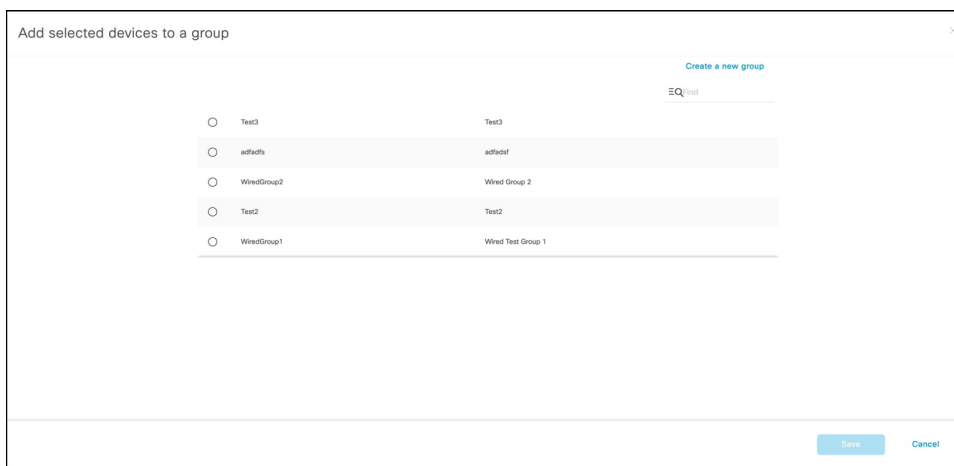 Add selected devices to a group
Create a new group
Find
Test3 Test3
adfadfs adfadsf
WiredGroup2 Wired Group 2
Test2 Test2
WiredGroup1 Wired Test Group 1
Save Cancel